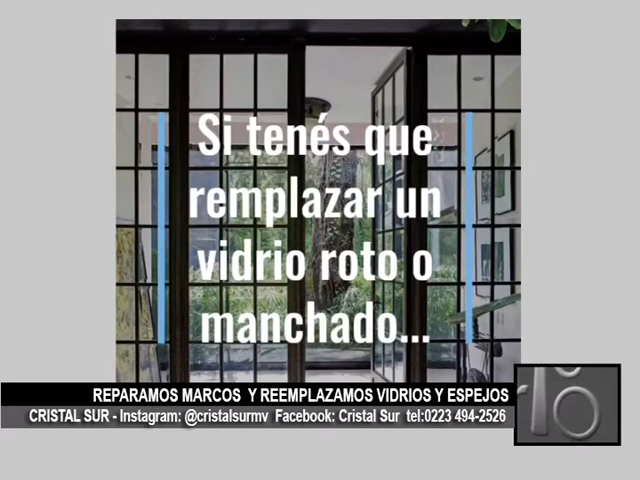 Si tenés que
remplazar un
vidrio roto o
manchado...
REPARAMOS MARCOS Y REEMPLAZAMOS VIDRIOS Y ESPEJOS
CRISTAL SUR - Instagram: @cristalsurmv Facebook: Cristal Sur tel:0223 494-2526